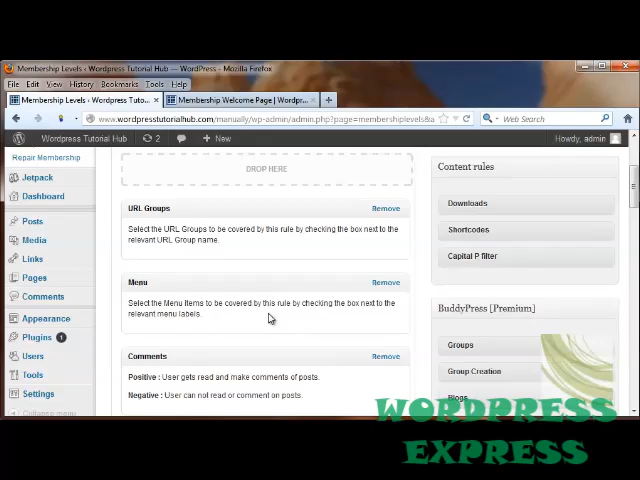 Membership Levels ‹ Wordpress Tutorial Hub — WordPress - Mozilla Firefox
File Edit View History Bookmarks Tools Help
Membership Levels ‹ Wordpress Tuto... × Membership Welcome Page | Wordpr... × +
www.wordpresstutorialhub.com/manually/wp-admin/admin.php?page=membershiplevels&a
Web Search
Wordpress Tutorial Hub 2 + New Howdy, admin
Repair Membership
Jetpack
Dashboard
Posts
Media
Links
Pages
Comments
Appearance
Plugins 1
Users
Tools
Settings
Collapse menu
DROP HERE
URL Groups Remove
Select the URL Groups to be covered by this rule by checking the box next to the
relevant URL Group name.
Menu Remove
Select the Menu Items to be covered by this rule by checking the box next to the
relevant menu labels.
Comments Remove
Positive : User gets read and make comments of posts.
Negative : User can not read or comment on posts.
Content rules
Downloads
Shortcodes
Capital P filter
BuddyPress [Premium]
Groups
Group Creation
Blogs
WORDPRESS
EXPRESS